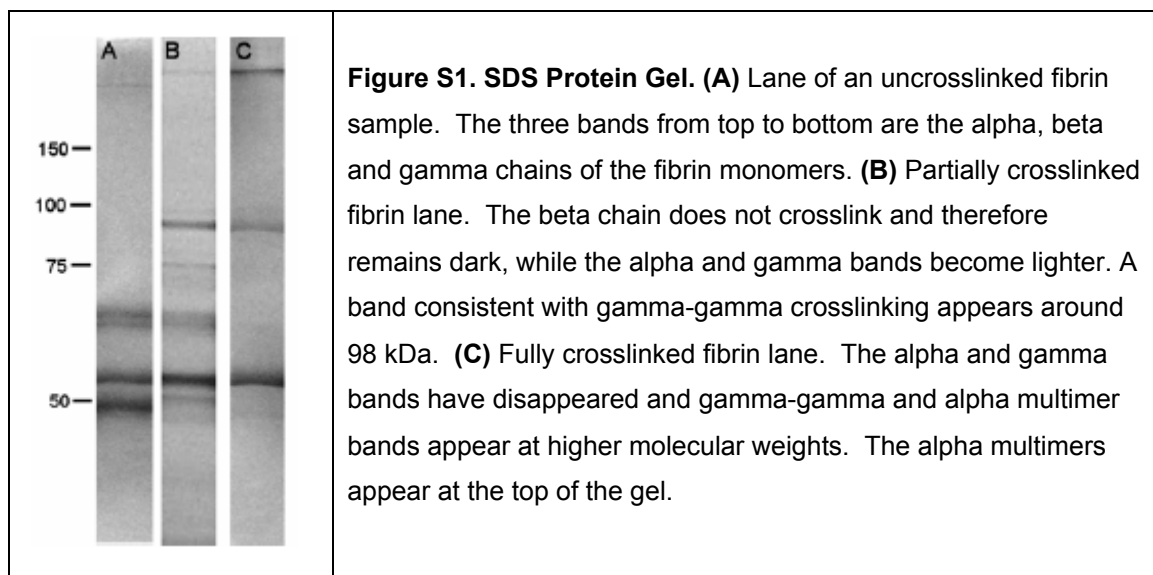 A B C
150
100
75
50
Figure S1. SDS Protein Gel. (A) Lane of an uncrosslinked fibrin
sample. The three bands from top to bottom are the alpha, beta
and gamma chains of the fibrin monomers. (B) Partially crosslinked
fibrin lane. The beta chain does not crosslink and therefore
remains dark, while the alpha and gamma bands become lighter. A
band consistent with gamma-gamma crosslinking appears around
98 kDa. (C) Fully crosslinked fibrin lane. The alpha and gamma
bands have disappeared and gamma-gamma and alpha multimer
bands appear at higher molecular weights. The alpha multimers
appear at the top of the gel.